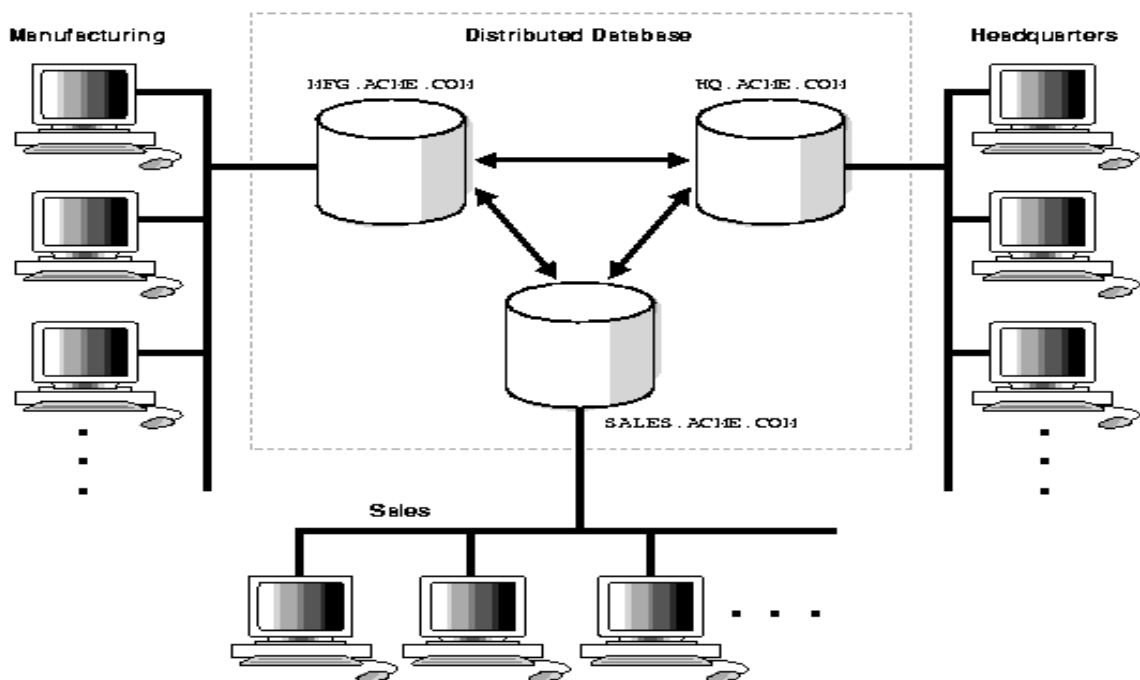 Manufacturing
Distributed Database
Headquarters
MFG.ACME.COM
HQ.ACME.COM
SALES.ACME.COM
Sales